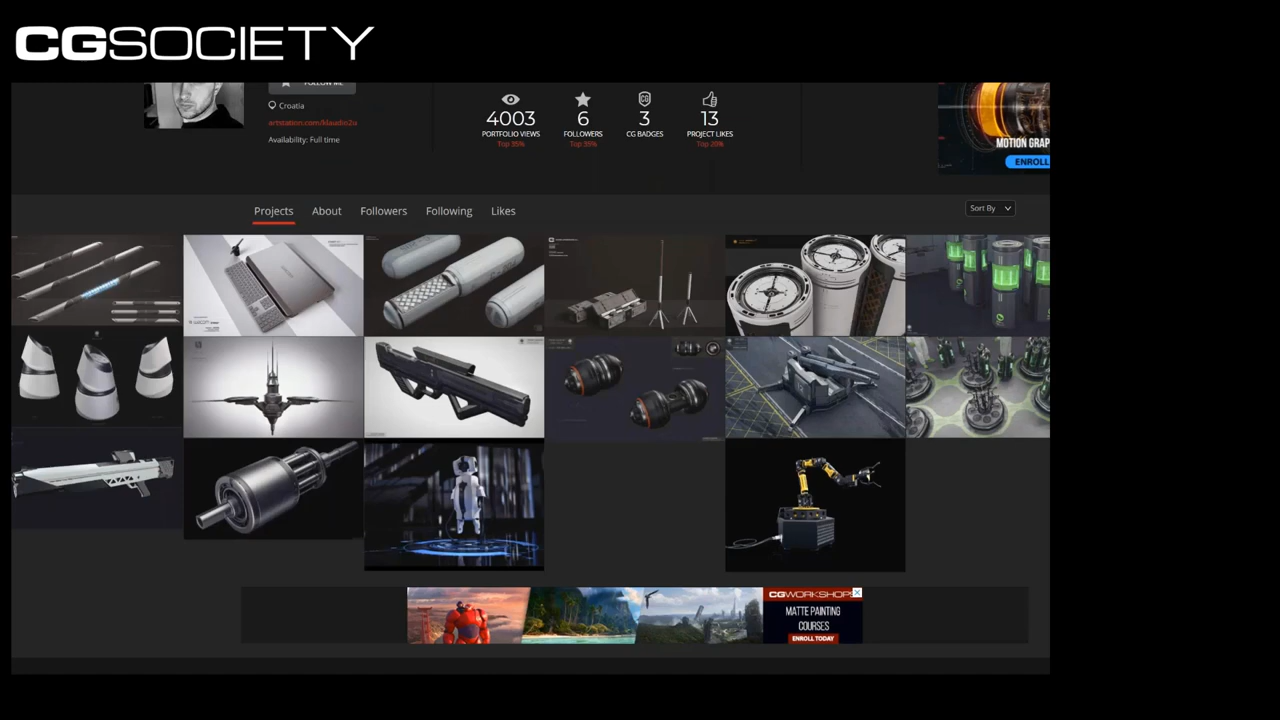 CGSOCIETY
FOLLOW ME
Croatia
artstation.com/klaudio2u
Availability: Full time
4003
PORTFOLIO VIEWS
Top 35%
6
FOLLOWERS
Top 35%
3
CG BADGES
13
PROJECT LIKES
Top 20%
MOTION GRAP
ENROLL
Projects
About
Followers
Following
Likes
Sort By
CGWORKSHOPS
MATTE PAINTING
COURSES
ENROLL TODAY